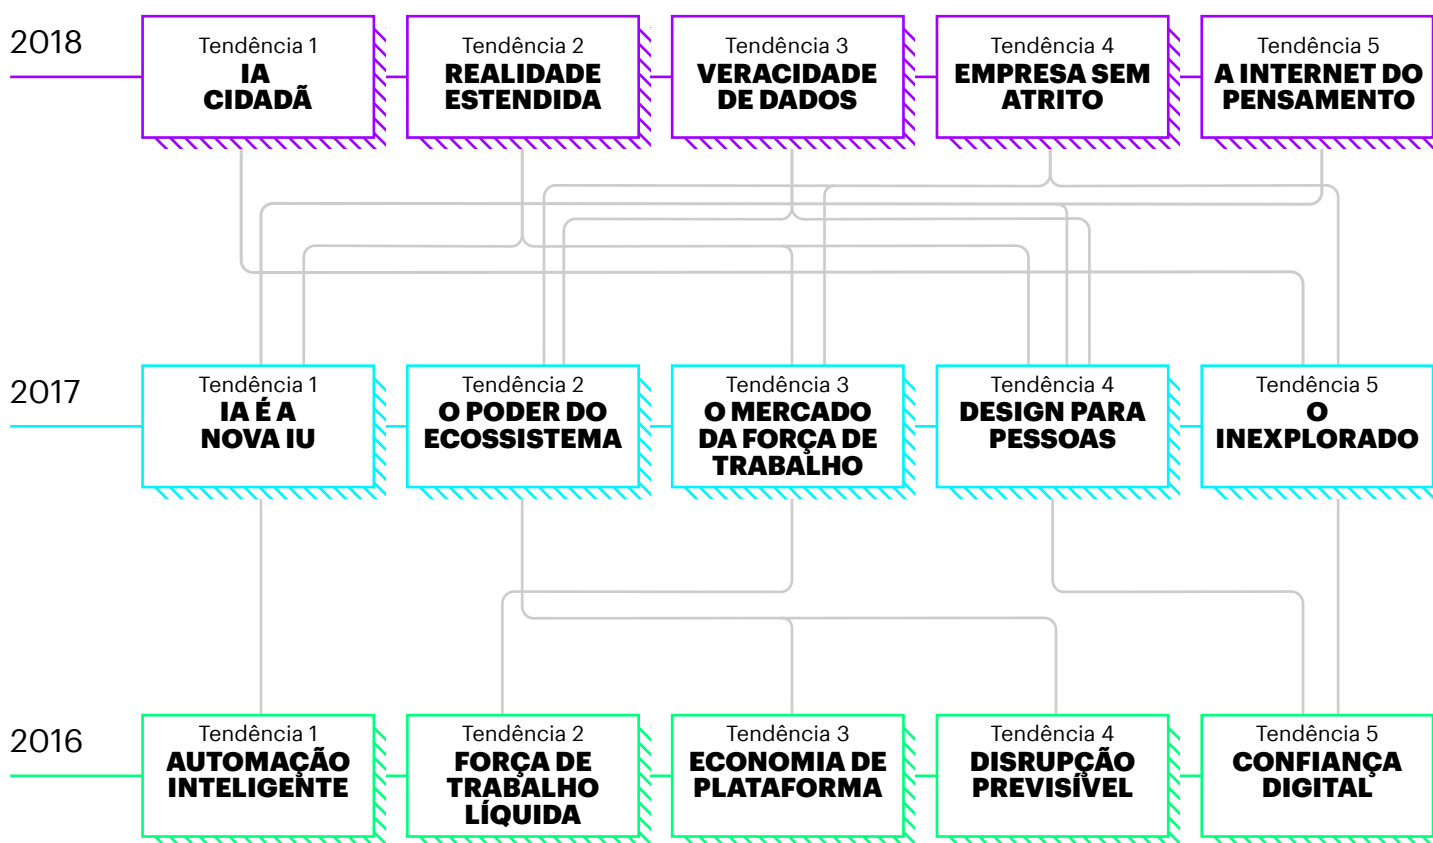 2018
Tendência 1
IA
CIDADÃ
Tendência 2
REALIDADE
ESTENDIDA
Tendência 3
VERACIDADE
DE DADOS
Tendência 4
EMPRESA SEM
ATRITO
Tendência 5
A INTERNET DO
PENSAMENTO
2017
Tendência 1
IA É A
NOVA IU
Tendência 2
O PODER DO
ECOSSISTEMA
Tendência 3
O MERCADO
DA FORÇA DE
TRABALHO
Tendência 4
DESIGN PARA
PESSOAS
Tendência 5
O
INEXPLORADO
2016
Tendência 1
AUTOMAÇÃO
INTELIGENTE
Tendência 2
FORÇA DE
TRABALHO
LÍQUIDA
Tendência 3
ECONOMIA DE
PLATAFORMA
Tendência 4
DISRUPÇÃO
PREVISÍVEL
Tendência 5
CONFIANÇA
DIGITAL